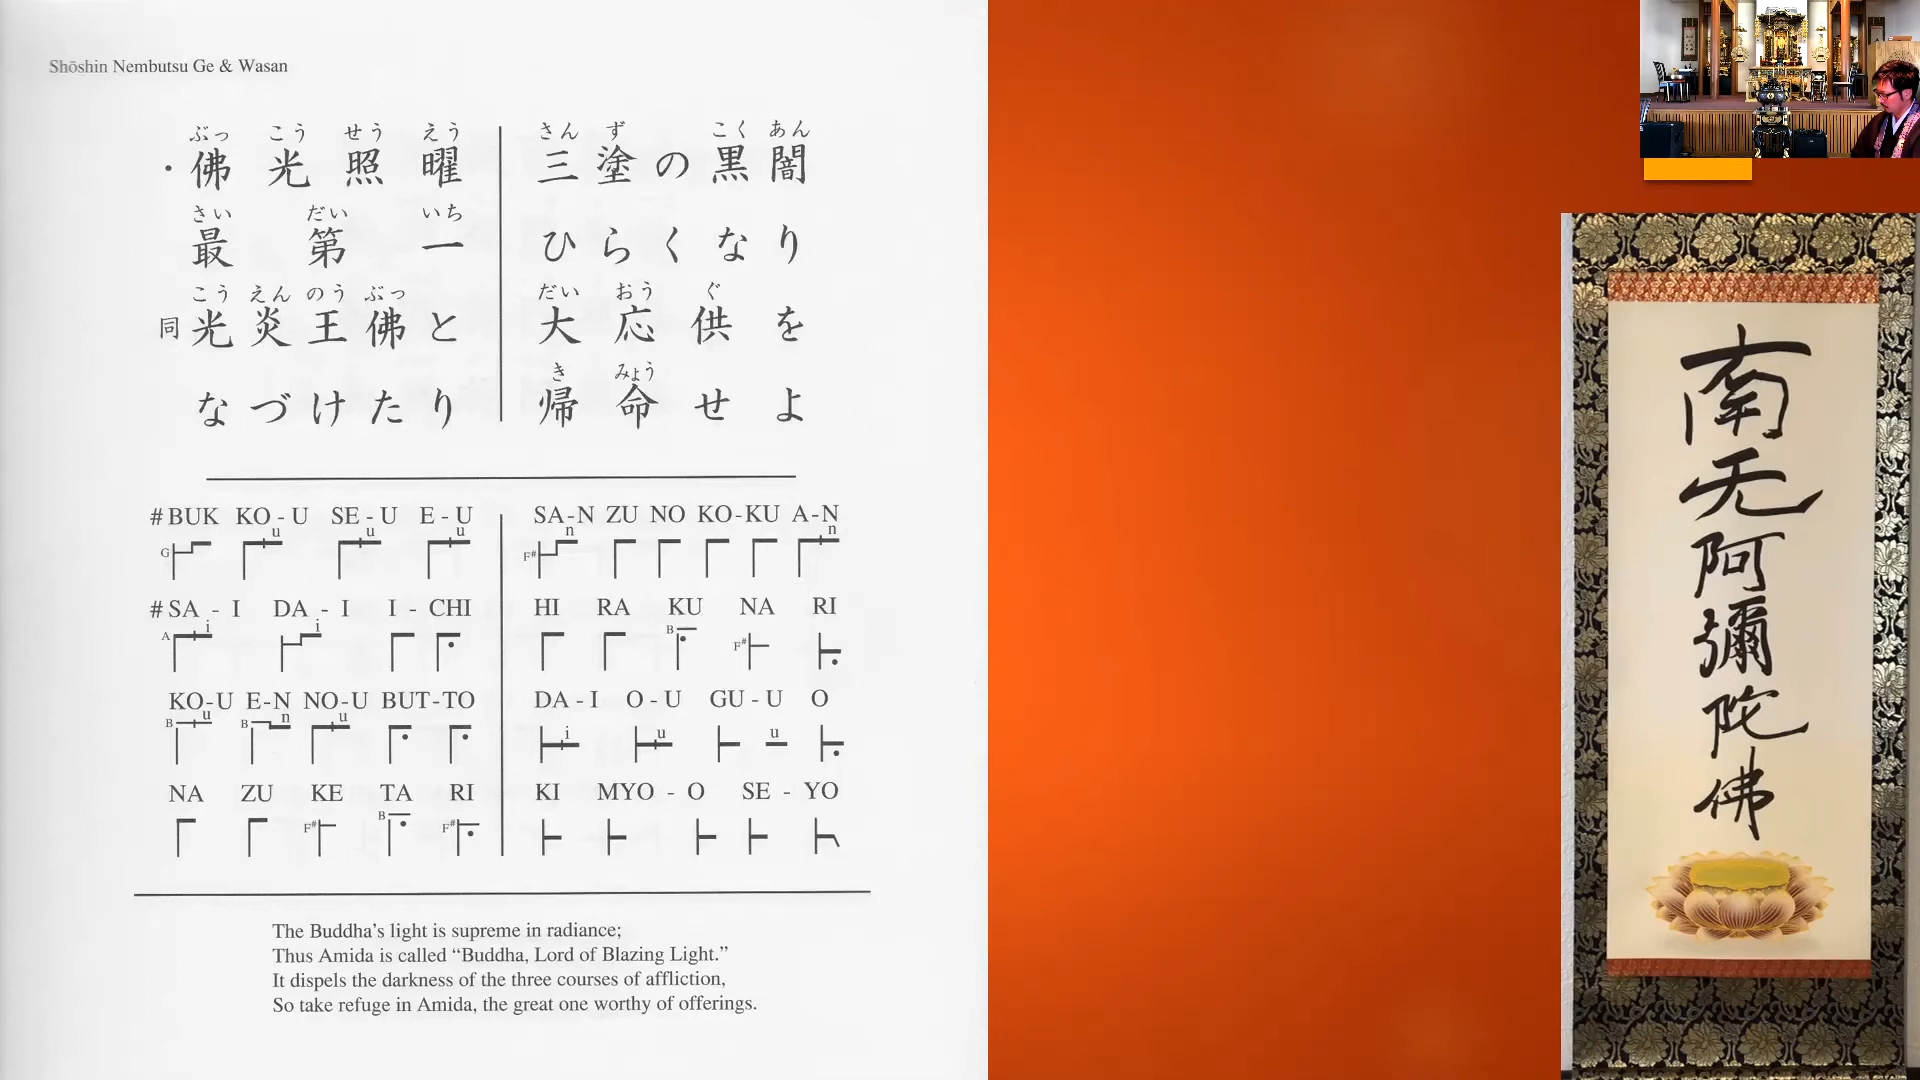 Shōshin Nembutsu Ge & Wasan
ぶっ こう せう えう
・佛 光 照 曜
さい だい いち
最 第 一
こう えん のう ぶっ
同 光 炎 王 佛 と
な づ け た り
さん ず こく あん
三 塗 の 黒 闇
ひ ら く な り
だい おう ぐ
大 応 供 を
き みょう
帰 命 せ よ
#BUK KO - U SE - U E - U
u u u
G
#SA - I DA - I I - CHI
A i i
KO-U E-N NO-U BUT-TO
B u B n u
NA ZU KE TA RI
F# B F#
SA-N ZU NO KO-KU A-N
F# n n
HI RA KU NA RI
B F#
DA - I O - U GU - U O
i u u
KI MYO - O SE - YO
The Buddha’s light is supreme in radiance;
Thus Amida is called “Buddha, Lord of Blazing Light.”
It dispels the darkness of the three courses of affliction,
So take refuge in Amida, the great one worthy of offerings.
南无阿彌陀佛